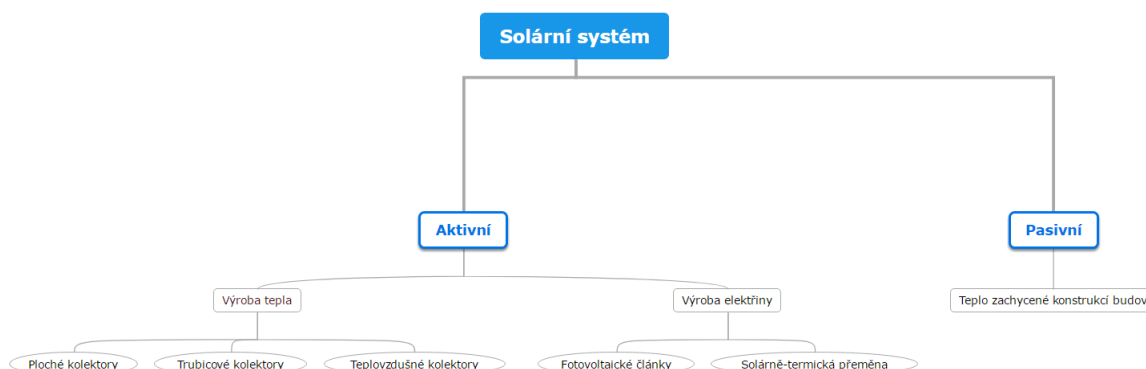 Solární systém
Aktivní
Pasivní
Výroba tepla
Výroba elektřiny
Teplo zachycené konstrukcí budov
Ploché kolektory
Trubicové kolektory
Teplovzdušné kolektory
Fotovoltaické články
Solárně-termická přeměna